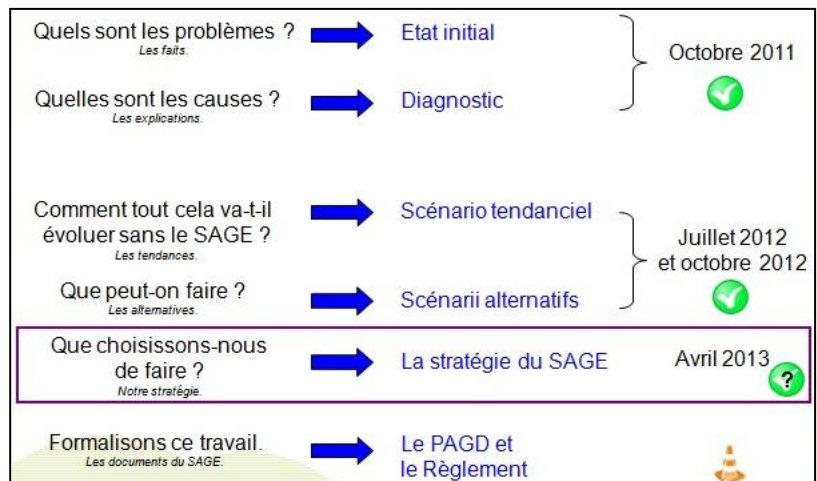 Quels sont les problèmes ?
Les faits.
Etat initial
Octobre 2011
Quelles sont les causes ?
Les explications.
Diagnostic
Comment tout cela va-t-il
évoluer sans le SAGE ?
Les tendances.
Scénario tendanciel
Juillet 2012
et octobre 2012
Que peut-on faire ?
Les alternatives.
Scénarii alternatifs
Que choisissons-nous
de faire ?
Notre stratégie.
La stratégie du SAGE
Avril 2013
?
Formalisons ce travail.
Les documents du SAGE.
Le PAGD et
le Règlement